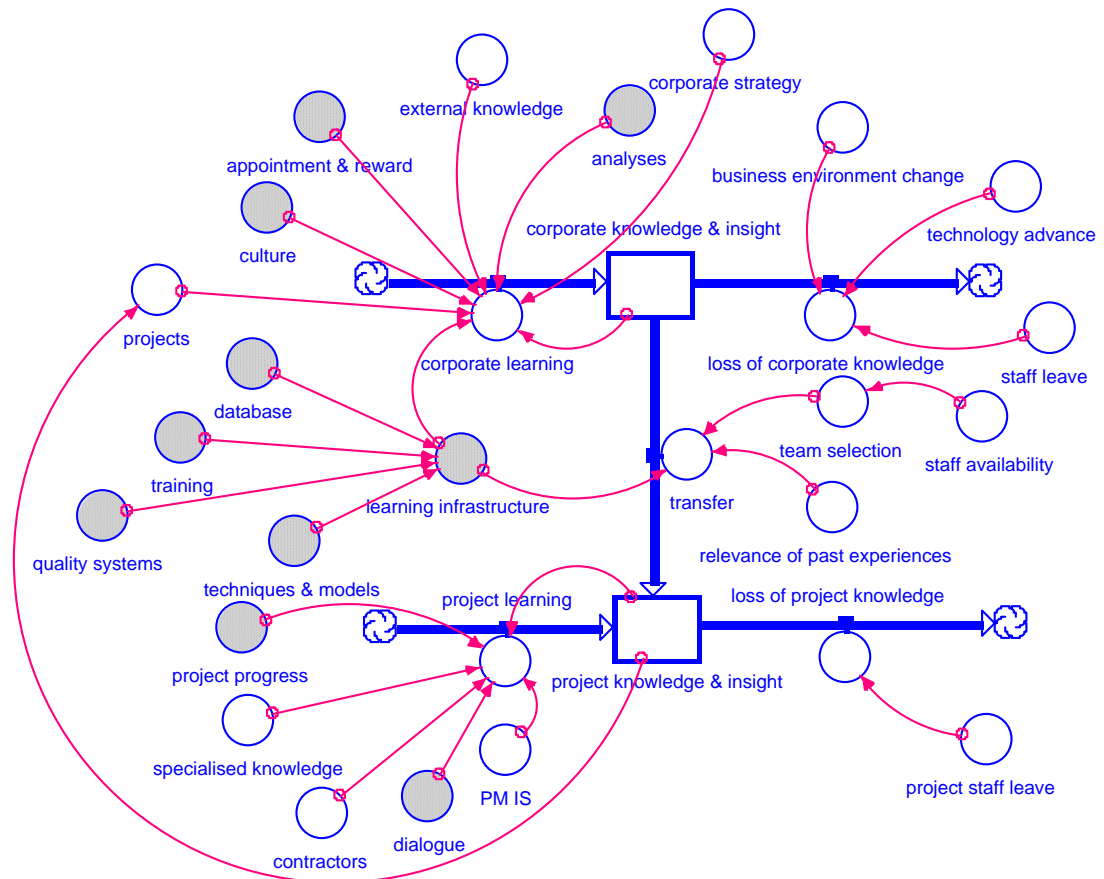 corporate strategy
external knowledge
analyses
appointment & reward
business environment change
corporate knowledge & insight
technology advance
culture
projects
corporate learning
loss of corporate knowledge
staff leave
database
team selection
staff availability
training
learning infrastructure
transfer
quality systems
relevance of past experiences
techniques & models
project learning
loss of project knowledge
project progress
project knowledge & insight
specialised knowledge
PM IS
project staff leave
dialogue
contractors